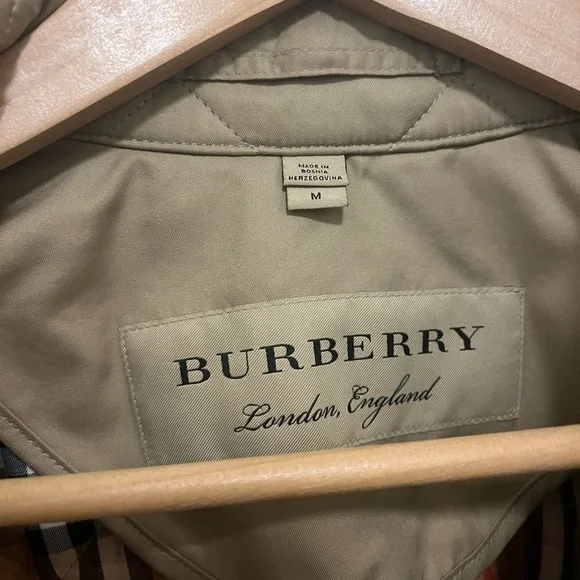 MADE IN
BOSNIA
HERZEGOVINA
M
BURBERRY
London, England